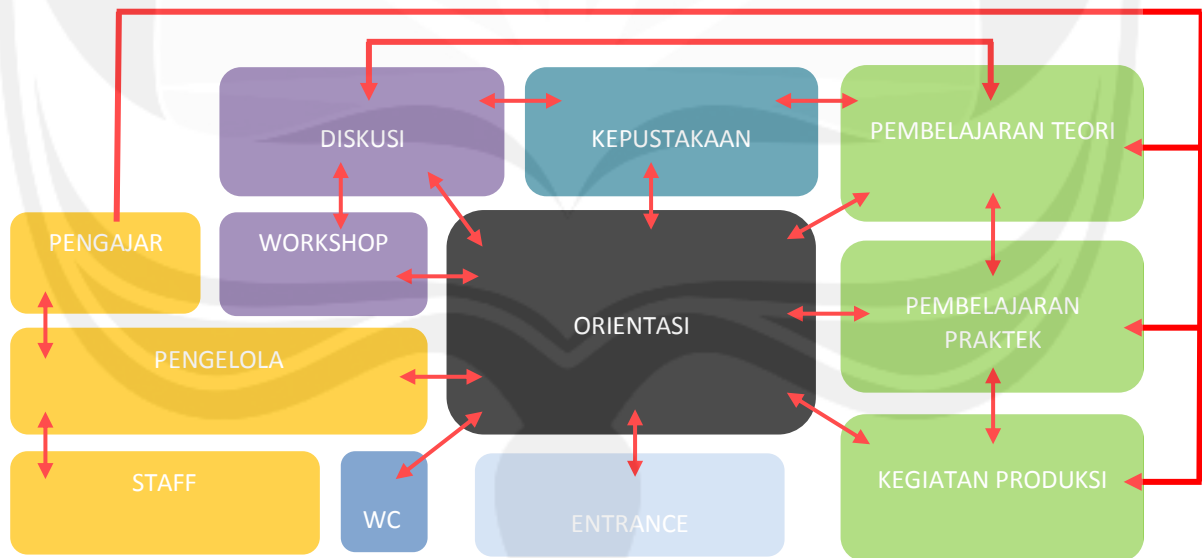 DISKUSI
KEPUSTAKAAN
PEMBELAJARAN TEORI
PENGAJAR
WORKSHOP
ORIENTASI
PEMBELAJARAN
PRAKTEK
PENGELOLA
STAFF
WC
ENTRANCE
KEGIATAN PRODUKSI